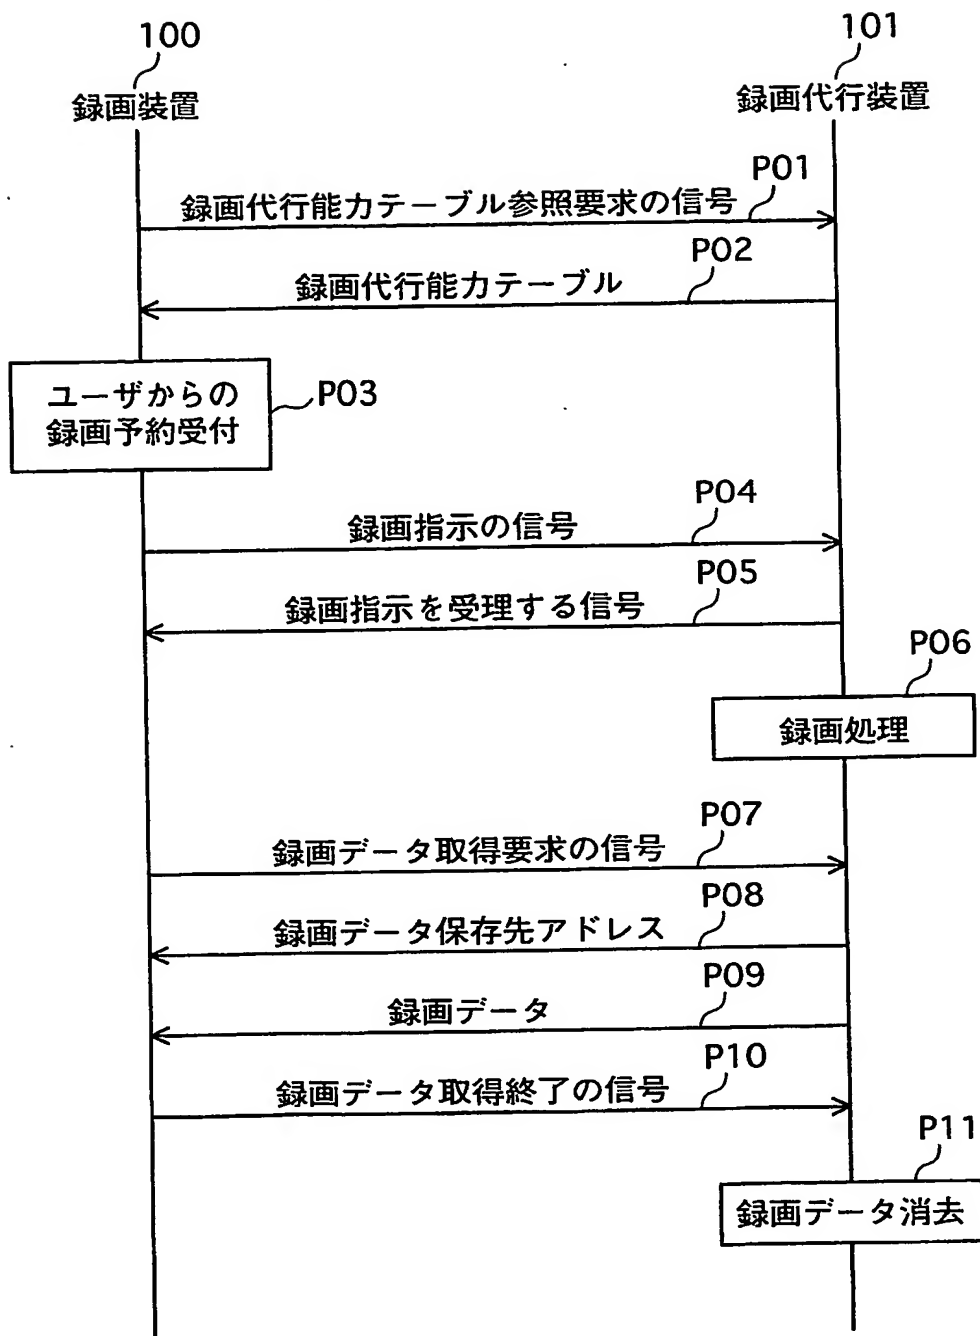 100
録画装置
101
録画代行装置
P01
録画代行能力テーブル参照要求の信号
P02
録画代行能力テーブル
ユーザからの
録画予約受付
P03
P04
録画指示の信号
P05
録画指示を受理する信号
P06
録画処理
P07
録画データ取得要求の信号
P08
録画データ保存先アドレス
P09
録画データ
P10
録画データ取得終了の信号
P11
録画データ消去